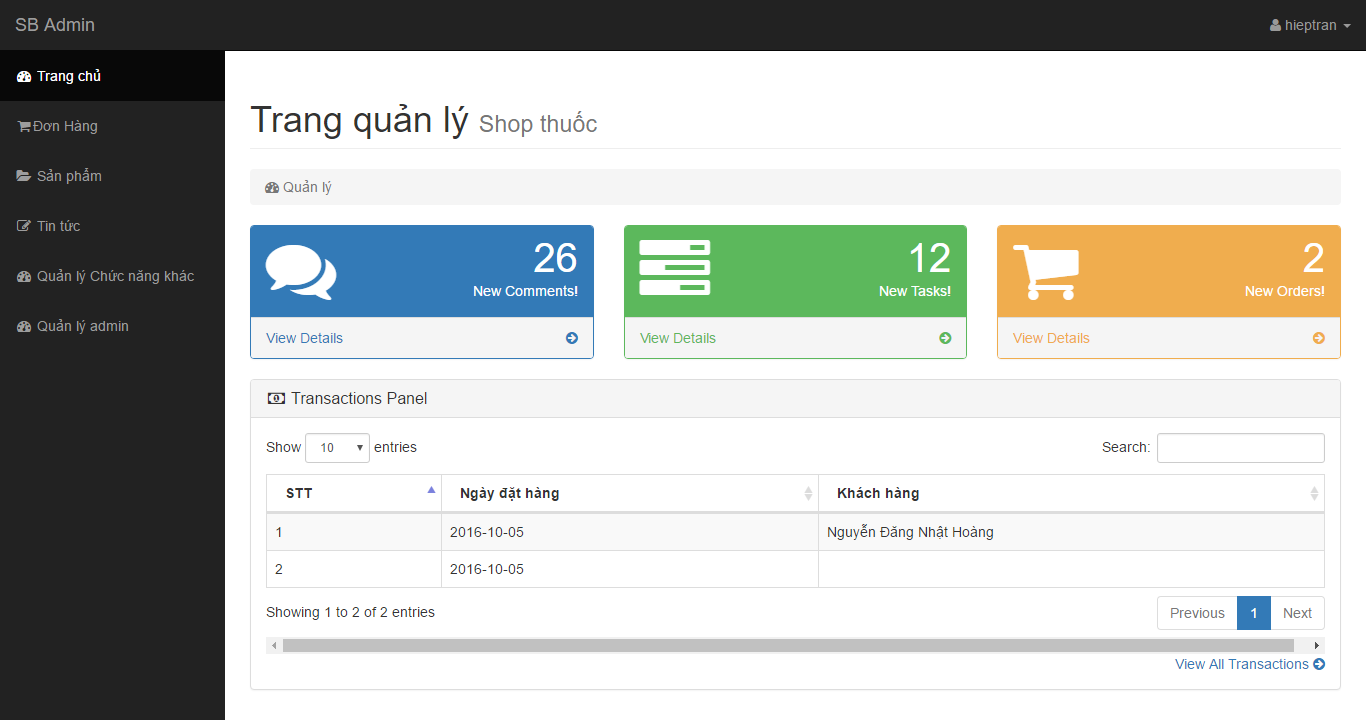 SB Admin
hieptran
Trang chủ
Đơn Hàng
Sản phẩm
Tin tức
Quản lý Chức năng khác
Quản lý admin
Trang quản lý Shop thuốc
Quản lý
26
New Comments!
View Details
12
New Tasks!
View Details
2
New Orders!
View Details
Transactions Panel
Show 10 entries
Search:
STT Ngày đặt hàng Khách hàng
1 2016-10-05 Nguyễn Đăng Nhật Hoàng
2 2016-10-05
Showing 1 to 2 of 2 entries
Previous 1 Next
View All Transactions